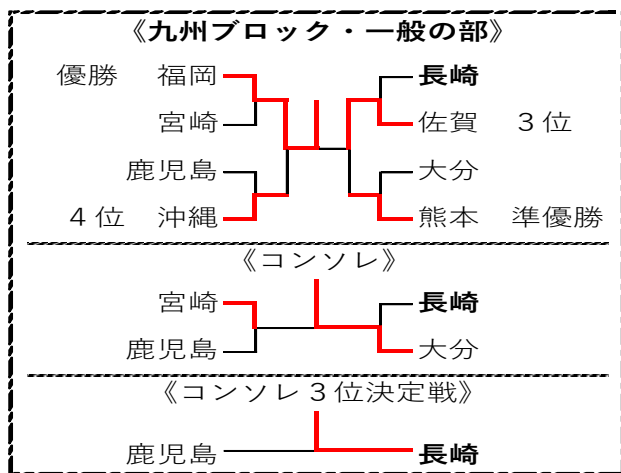 《九州ブロック・一般の部》
優勝 福岡 長崎
宮崎 佐賀 3位
鹿児島 大分
4位 沖縄 熊本 準優勝
《コンソレ》
宮崎 長崎
鹿児島 大分
《コンソレ3位決定戦》
鹿児島 長崎